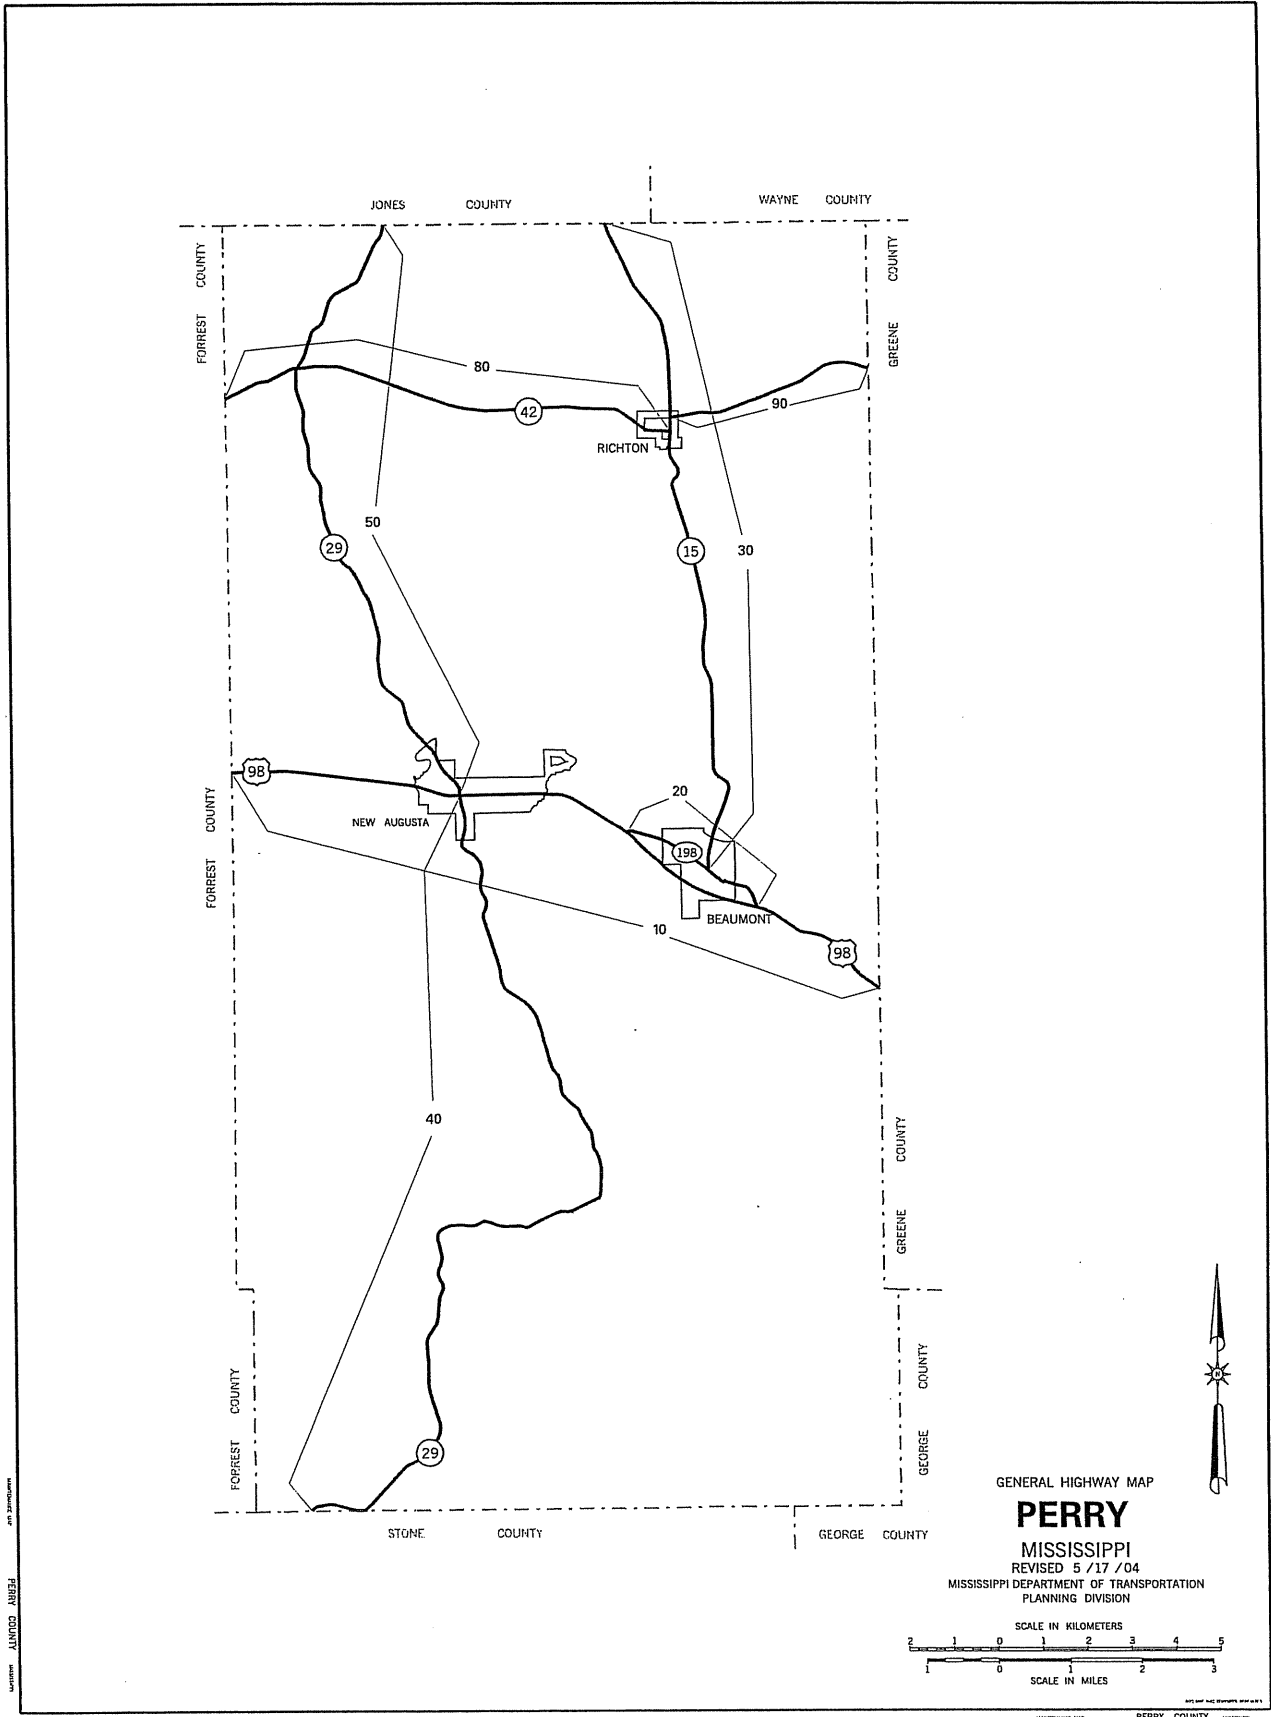 JONES COUNTY
WAYNE COUNTY
FORREST COUNTY
GREENE COUNTY
80
90
42
RICHTON
50
29
15
30
98
20
NEW AUGUSTA
198
FORREST COUNTY
BEAUMONT
10
98
40
GREENE COUNTY
FORREST COUNTY
GEORGE COUNTY
29
N
STONE COUNTY
GEORGE COUNTY
GENERAL HIGHWAY MAP
PERRY
MISSISSIPPI
REVISED 5/17/04
MISSISSIPPI DEPARTMENT OF TRANSPORTATION
PLANNING DIVISION
SCALE IN KILOMETERS
2 1 0 1 2 3 4 5
1 0 1 2 3
SCALE IN MILES
PERRY COUNTY
PERRY COUNTY